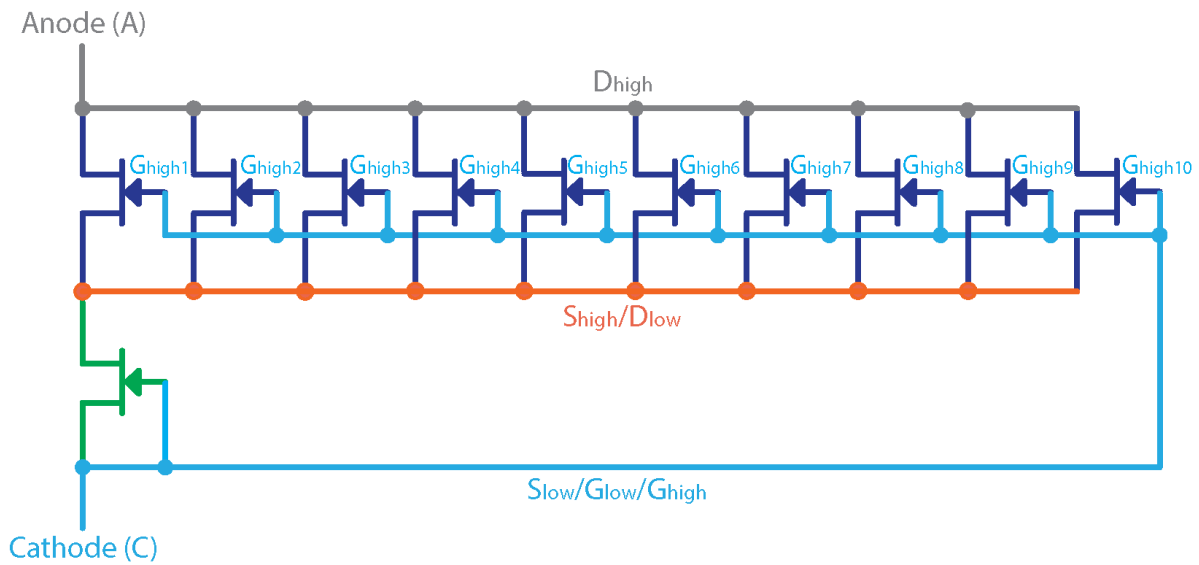 Anode (A)
Dhigh
Ghigh1 Ghigh2 Ghigh3 Ghigh4 Ghigh5 Ghigh6 Ghigh7 Ghigh8 Ghigh9 Ghigh10
Shigh/Dlow
Slow/Glow/Ghigh
Cathode (C)